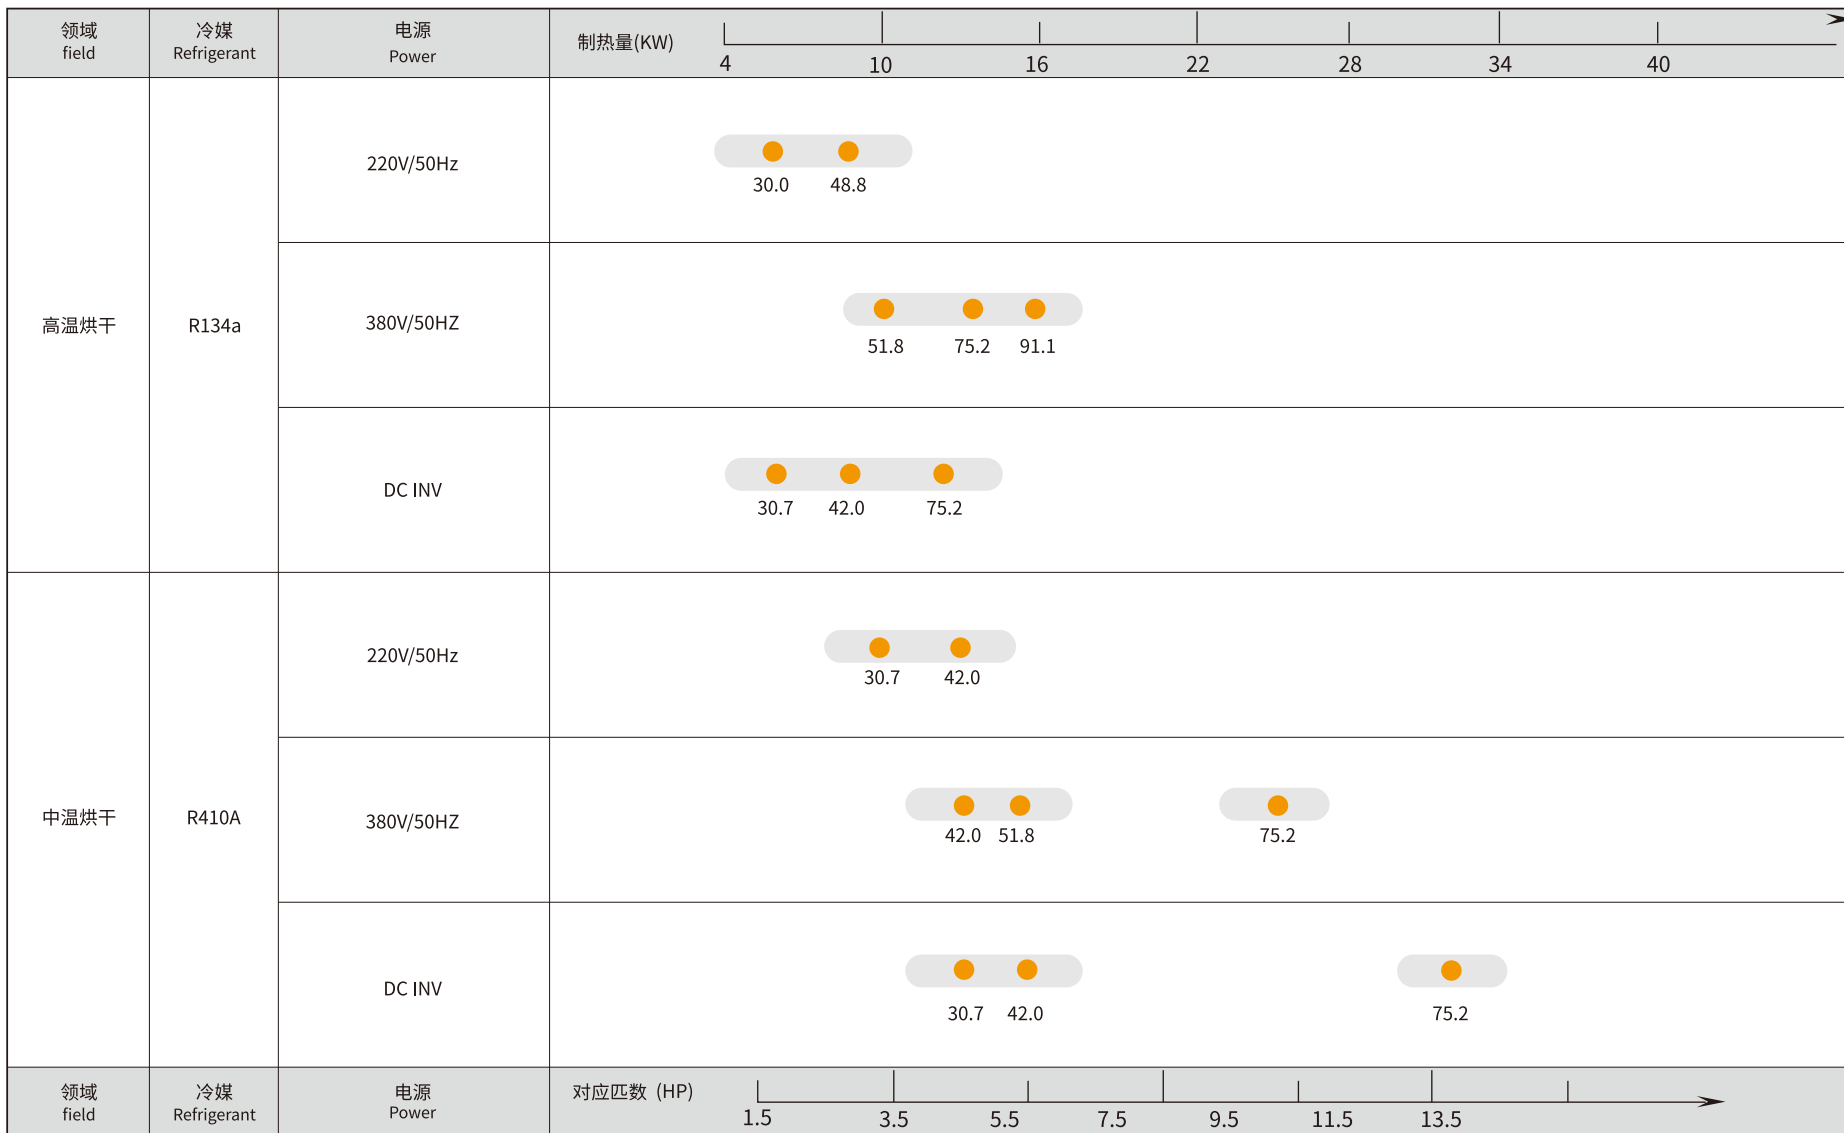 领域
field
冷媒
Refrigerant
电源
Power
制热量(KW)
4 10 16 22 28 34 40
高温烘干
R134a
220V/50Hz
30.0 48.8
380V/50HZ
51.8 75.2 91.1
DC INV
30.7 42.0 75.2
中温烘干
R410A
220V/50Hz
30.7 42.0
380V/50HZ
42.0 51.8 75.2
DC INV
30.7 42.0 75.2
领域
field
冷媒
Refrigerant
电源
Power
对应匹数 (HP)
1.5 3.5 5.5 7.5 9.5 11.5 13.5